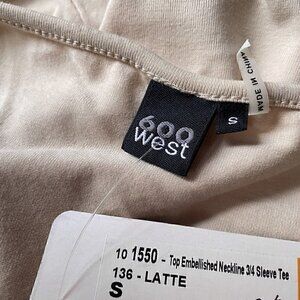 MADE IN CHINA
600
west
S
10 1550 - Top Embellished Neckline 3/4 Sleeve Tee
136 - LATTE
S